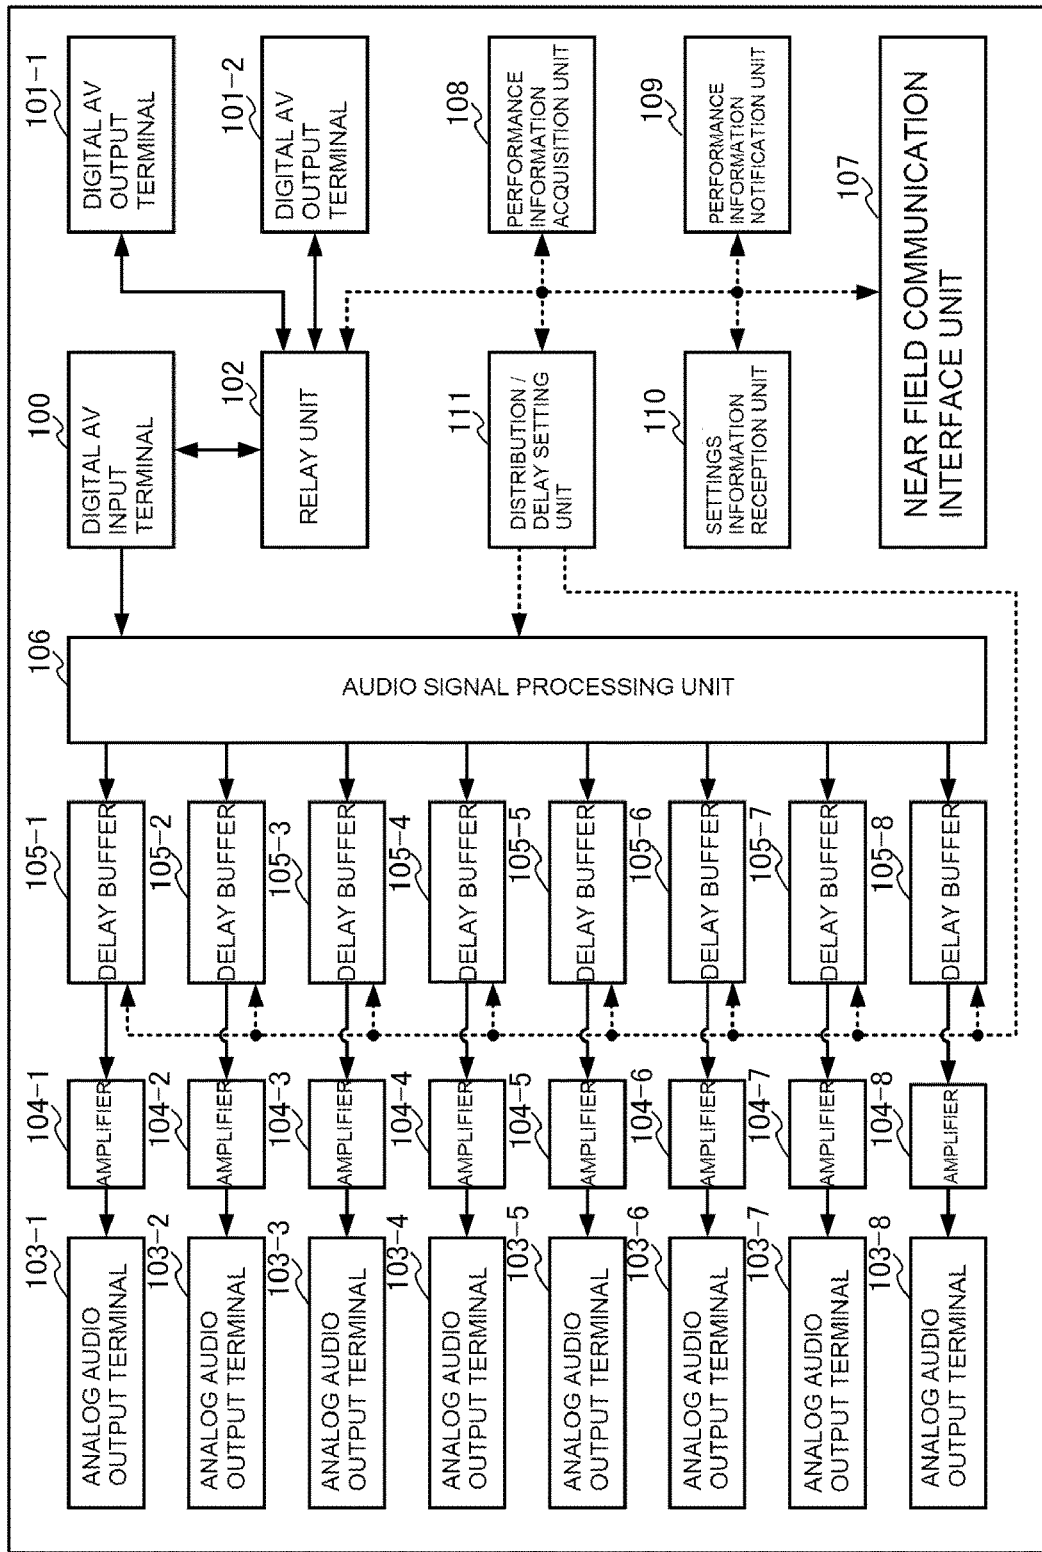 101-1
DIGITAL AV
OUTPUT
TERMINAL
101-2
DIGITAL AV
OUTPUT
TERMINAL
108
PERFORMANCE
INFORMATION
ACQUISITION UNIT
109
PERFORMANCE
INFORMATION
NOTIFICATION UNIT
107
NEAR FIELD COMMUNICATION
INTERFACE UNIT
100
DIGITAL AV
INPUT
TERMINAL
102
RELAY UNIT
111
DISTRIBUTION /
DELAY SETTING
UNIT
110
SETTINGS
INFORMATION
RECEPTION UNIT
106
AUDIO SIGNAL PROCESSING UNIT
105-1
DELAY BUFFER
105-2
DELAY BUFFER
105-3
DELAY BUFFER
105-4
DELAY BUFFER
105-5
DELAY BUFFER
105-6
DELAY BUFFER
105-7
DELAY BUFFER
105-8
DELAY BUFFER
104-1
AMPLIFIER
104-2
AMPLIFIER
104-3
AMPLIFIER
104-4
AMPLIFIER
104-5
AMPLIFIER
104-6
AMPLIFIER
104-7
AMPLIFIER
104-8
AMPLIFIER
103-1
ANALOG AUDIO
OUTPUT TERMINAL
103-2
ANALOG AUDIO
OUTPUT TERMINAL
103-3
ANALOG AUDIO
OUTPUT TERMINAL
103-4
ANALOG AUDIO
OUTPUT TERMINAL
103-5
ANALOG AUDIO
OUTPUT TERMINAL
103-6
ANALOG AUDIO
OUTPUT TERMINAL
103-7
ANALOG AUDIO
OUTPUT TERMINAL
103-8
ANALOG AUDIO
OUTPUT TERMINAL